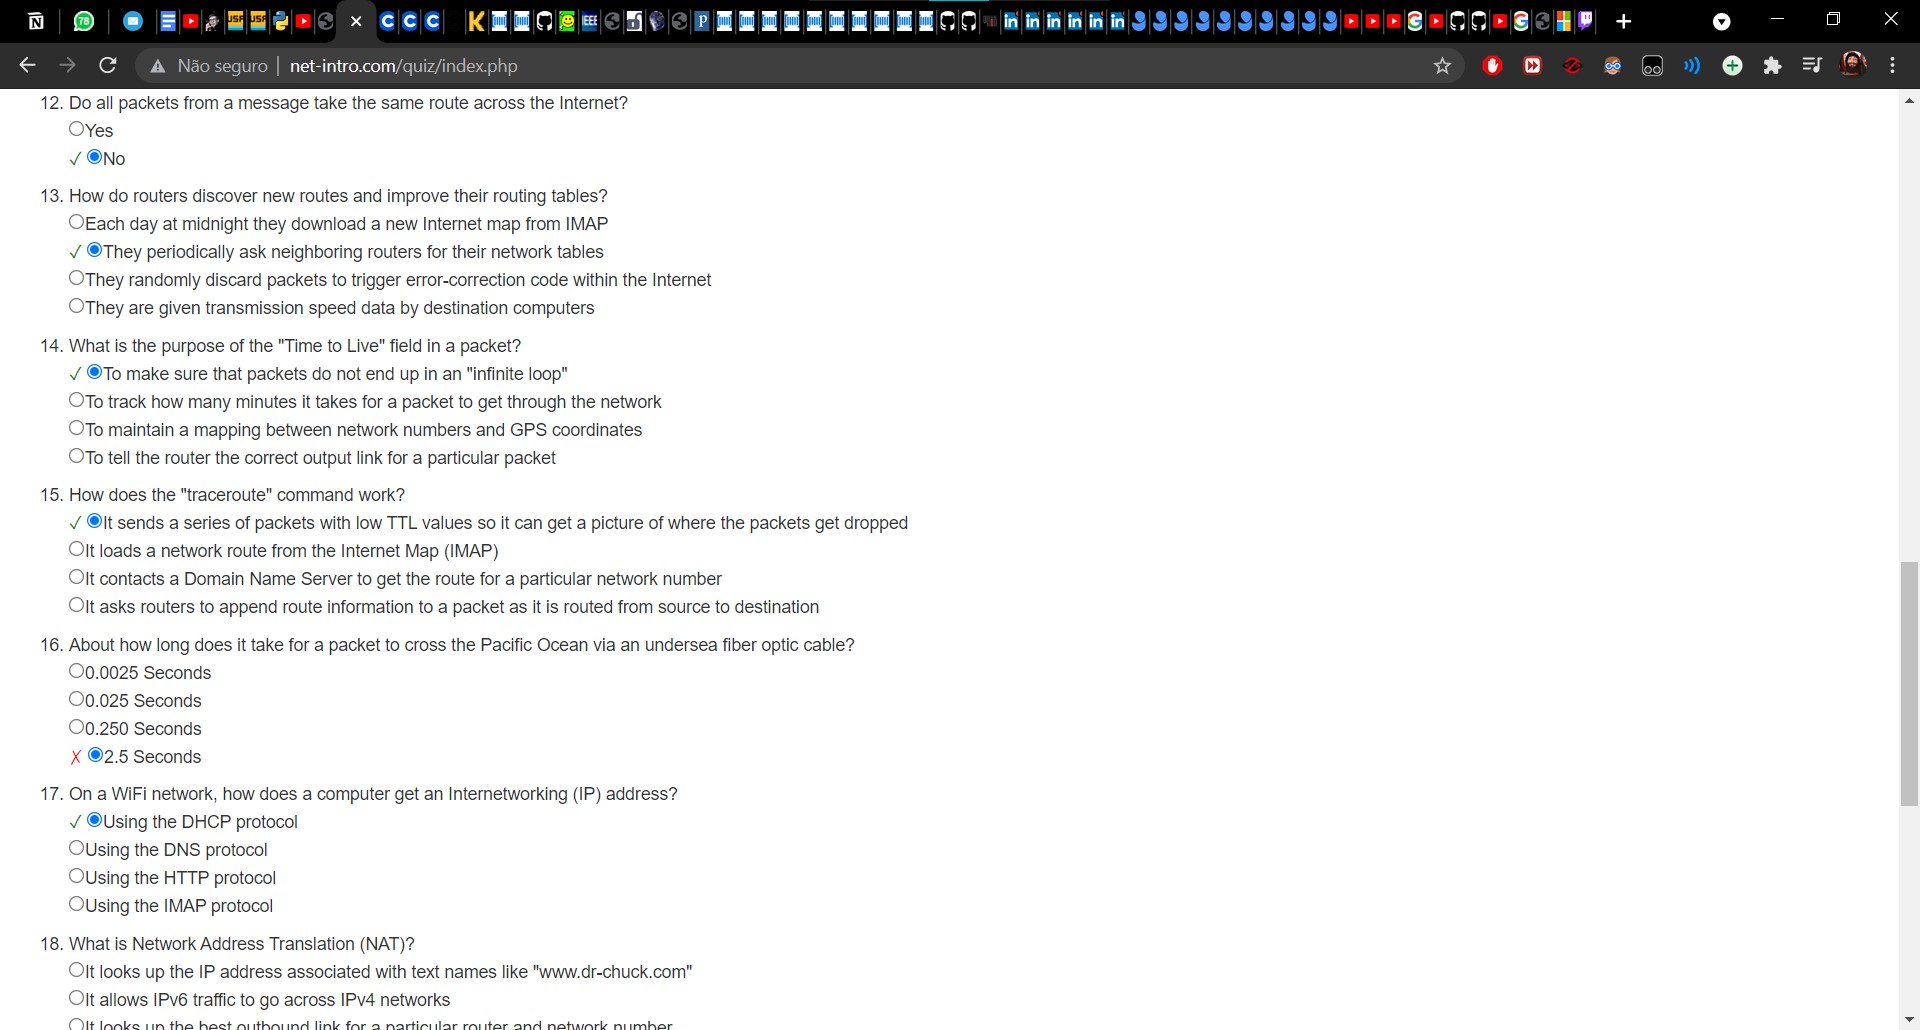 78
JSF
JSF
C
C
C
K
IEEE
P
in
in
in
in
in
in
G
G
Não seguro | net-intro.com/quiz/index.php
12. Do all packets from a message take the same route across the Internet?
Yes
✓ No
13. How do routers discover new routes and improve their routing tables?
Each day at midnight they download a new Internet map from IMAP
✓ They periodically ask neighboring routers for their network tables
They randomly discard packets to trigger error-correction code within the Internet
They are given transmission speed data by destination computers
14. What is the purpose of the "Time to Live" field in a packet?
✓ To make sure that packets do not end up in an "infinite loop"
To track how many minutes it takes for a packet to get through the network
To maintain a mapping between network numbers and GPS coordinates
To tell the router the correct output link for a particular packet
15. How does the "traceroute" command work?
✓ It sends a series of packets with low TTL values so it can get a picture of where the packets get dropped
It loads a network route from the Internet Map (IMAP)
It contacts a Domain Name Server to get the route for a particular network number
It asks routers to append route information to a packet as it is routed from source to destination
16. About how long does it take for a packet to cross the Pacific Ocean via an undersea fiber optic cable?
0.0025 Seconds
0.025 Seconds
0.250 Seconds
✗ 2.5 Seconds
17. On a WiFi network, how does a computer get an Internetworking (IP) address?
✓ Using the DHCP protocol
Using the DNS protocol
Using the HTTP protocol
Using the IMAP protocol
18. What is Network Address Translation (NAT)?
It looks up the IP address associated with text names like "www.dr-chuck.com"
It allows IPv6 traffic to go across IPv4 networks
It looks up the best outbound link for a particular router and network number